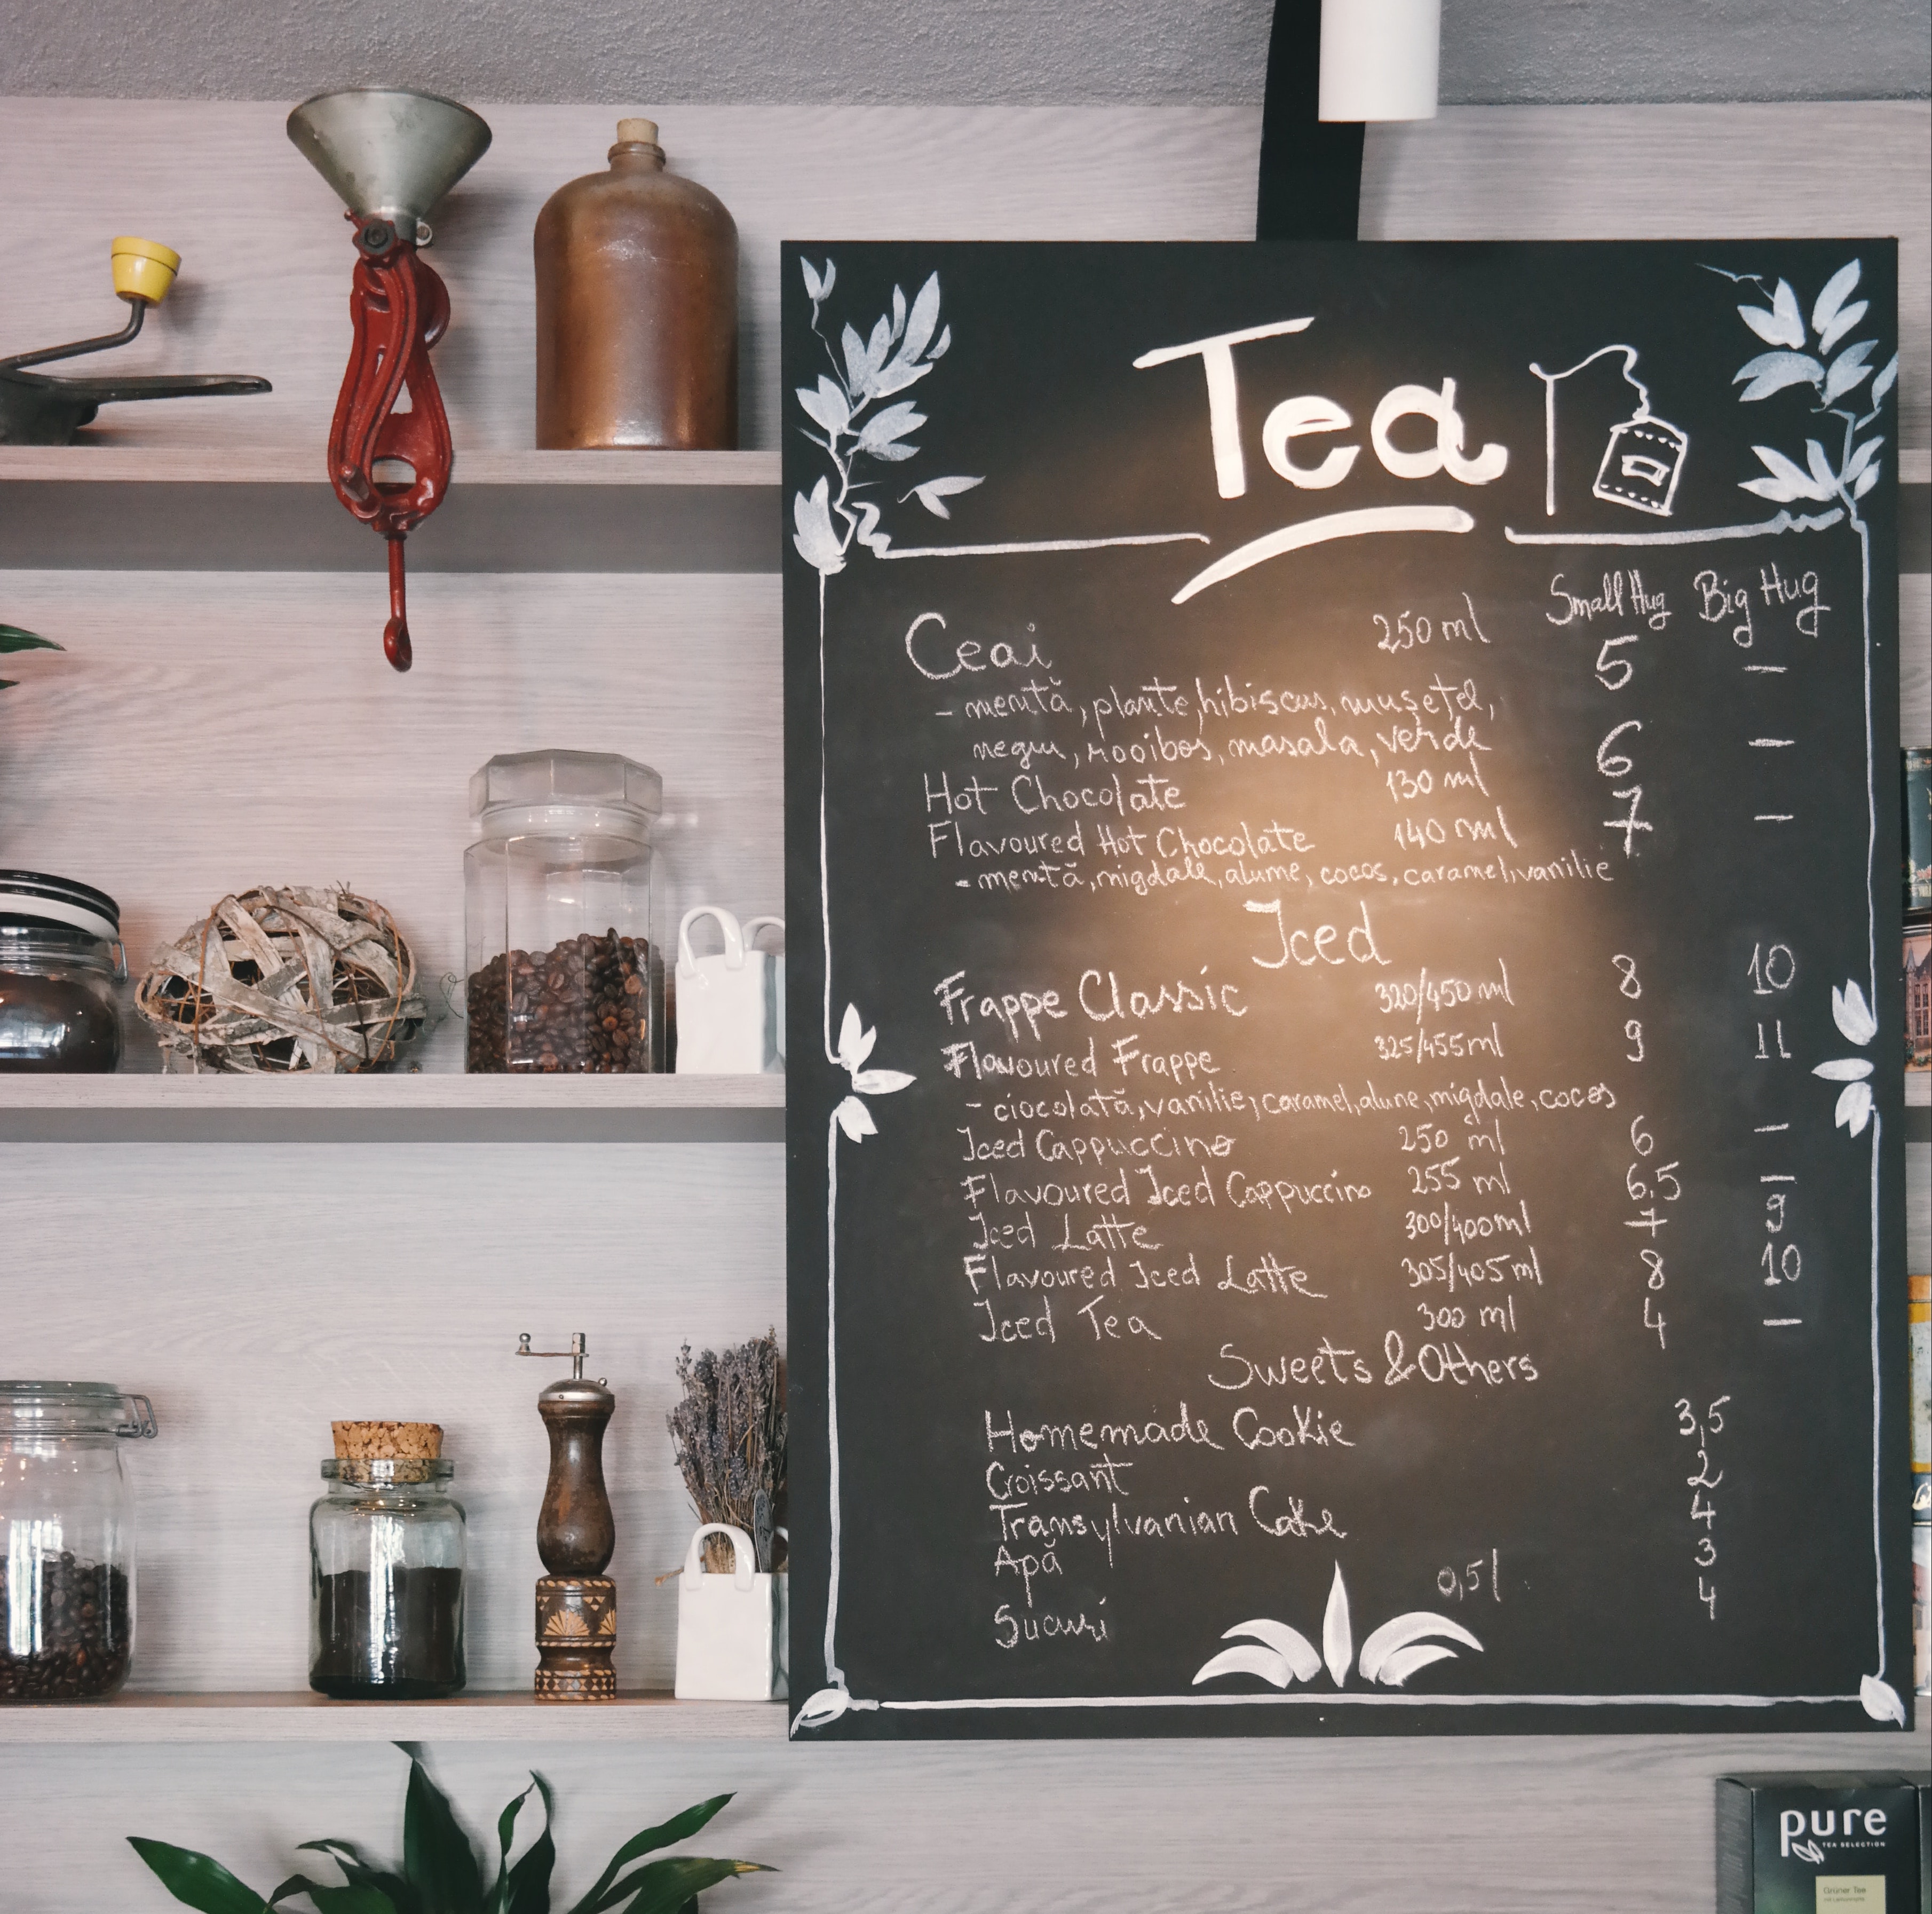 Tea
Small Hug Big Hug
Ceai 250 ml 5 –
- mentă, plante, hibiscus, mușețel,
negru, rooibos, masala, verde
Hot Chocolate 130 ml 6 –
Flavoured Hot Chocolate 140 ml 7 –
- mentă, migdale, alume, cocos, caramel, vanilie
Iced
Frappe Classic 320/450 ml 8 10
Flavoured Frappe 325/455 ml 9 11
- ciocolată, vanilie, caramel, alune, migdale, cocos
Iced Cappuccino 250 ml 6 –
Flavoured Iced Cappuccino 255 ml 6.5 –
Iced Latte 300/400 ml 7 9
Flavoured Iced Latte 305/405 ml 8 10
Iced Tea 300 ml 4 –
Sweets & Others
Homemade Cookie 3,5
Croissant 2
Transylvanian Cake 4
Apă 0,5 l 3
Sucuri 4
pure
TEA SELECTION
Grüner Tee